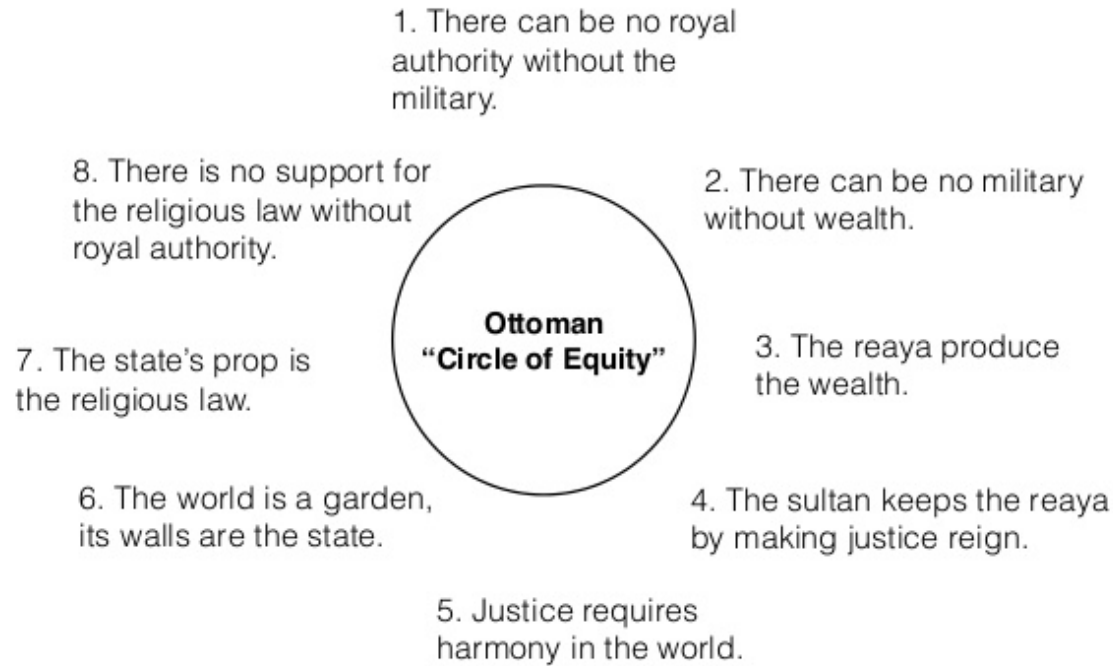 1. There can be no royal
authority without the
military.
2. There can be no military
without wealth.
3. The reaya produce
the wealth.
4. The sultan keeps the reaya
by making justice reign.
5. Justice requires
harmony in the world.
6. The world is a garden,
its walls are the state.
7. The state’s prop is
the religious law.
8. There is no support for
the religious law without
royal authority.
Ottoman
“Circle of Equity”